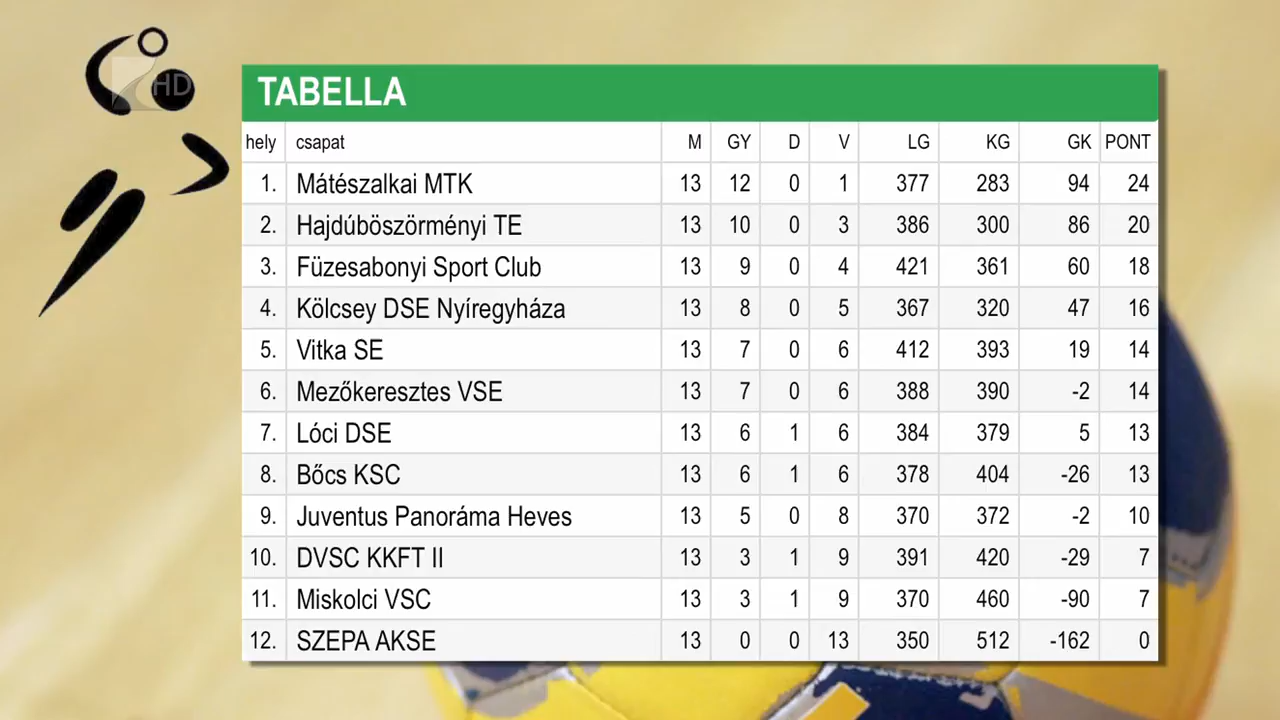 HD
TABELLA
hely csapat M GY D V LG KG GK PONT
1. Mátészalkai MTK 13 12 0 1 377 283 94 24
2. Hajdúböszörményi TE 13 10 0 3 386 300 86 20
3. Füzesabonyi Sport Club 13 9 0 4 421 361 60 18
4. Kölcsey DSE Nyíregyháza 13 8 0 5 367 320 47 16
5. Vitka SE 13 7 0 6 412 393 19 14
6. Mezőkeresztes VSE 13 7 0 6 388 390 -2 14
7. Lóci DSE 13 6 1 6 384 379 5 13
8. Bőcs KSC 13 6 1 6 378 404 -26 13
9. Juventus Panoráma Heves 13 5 0 8 370 372 -2 10
10. DVSC KKFT II 13 3 1 9 391 420 -29 7
11. Miskolci VSC 13 3 1 9 370 460 -90 7
12. SZEPA AKSE 13 0 0 13 350 512 -162 0